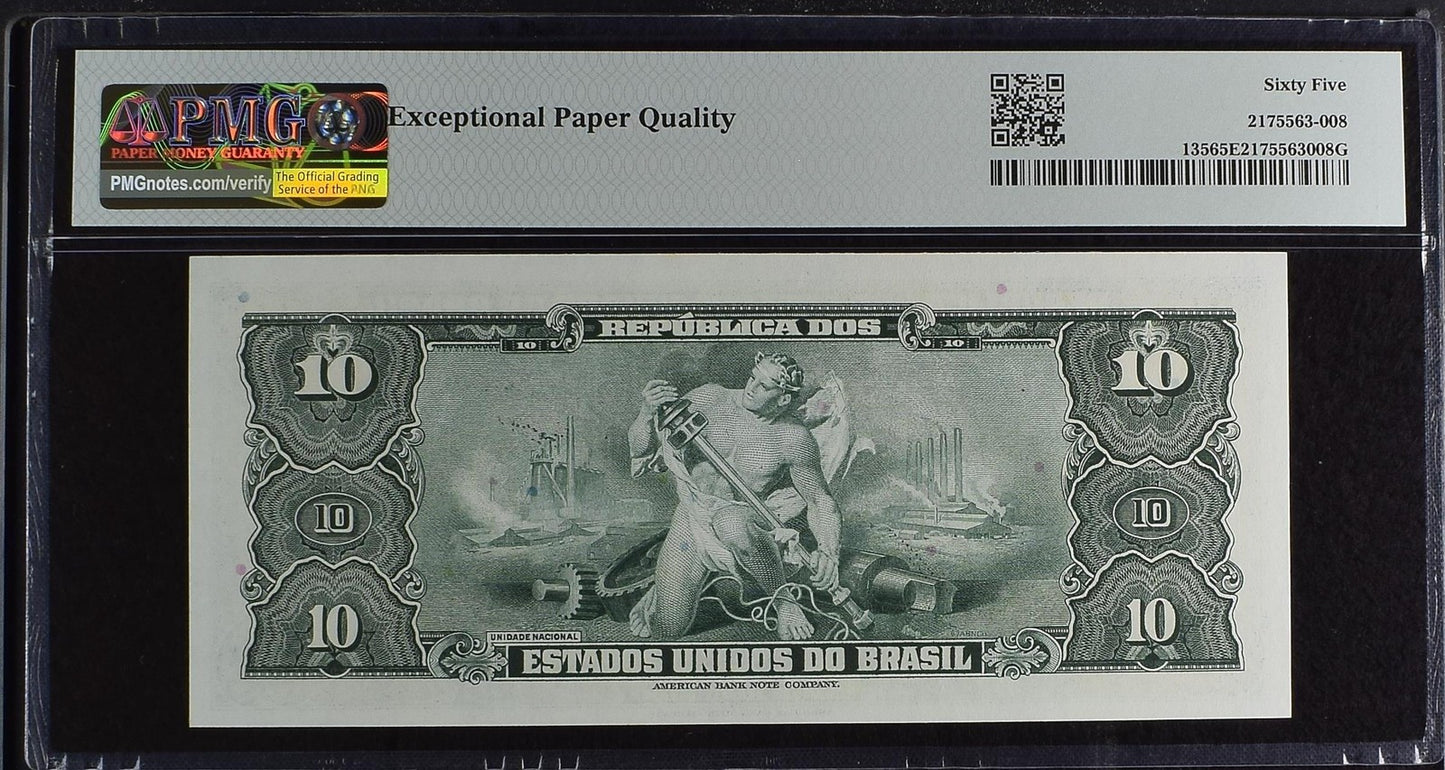 PMG
PAPER MONEY GUARANTY
PMGnotes.com/verify
The Official Grading
Service of the PNG
Exceptional Paper Quality
Sixty Five
2175563-008
13565E2175563008G
REPÚBLICA DOS
10 10
10 10
10 10
10 10
UNIDADE NACIONAL
ESTADOS UNIDOS DO BRASIL
AMERICAN BANK NOTE COMPANY.